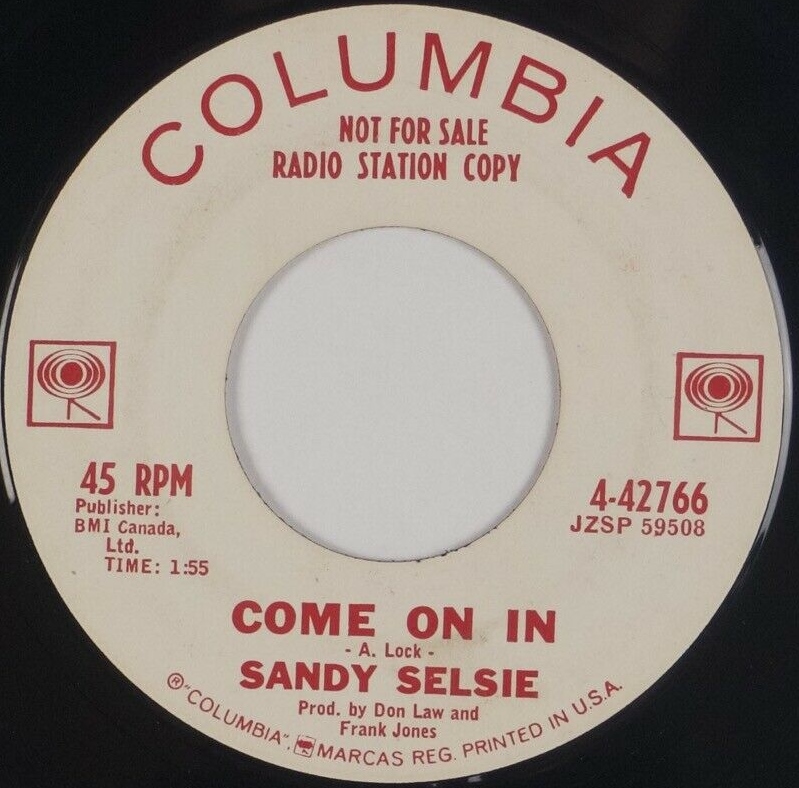 COLUMBIA
NOT FOR SALE
RADIO STATION COPY
45 RPM
Publisher:
BMI Canada,
Ltd.
TIME: 1:55
4-42766
JZSP 59508
COME ON IN
- A. Lock -
SANDY SELSIE
Prod. by Don Law and
Frank Jones
® "COLUMBIA", MARCAS REG. PRINTED IN U.S.A.